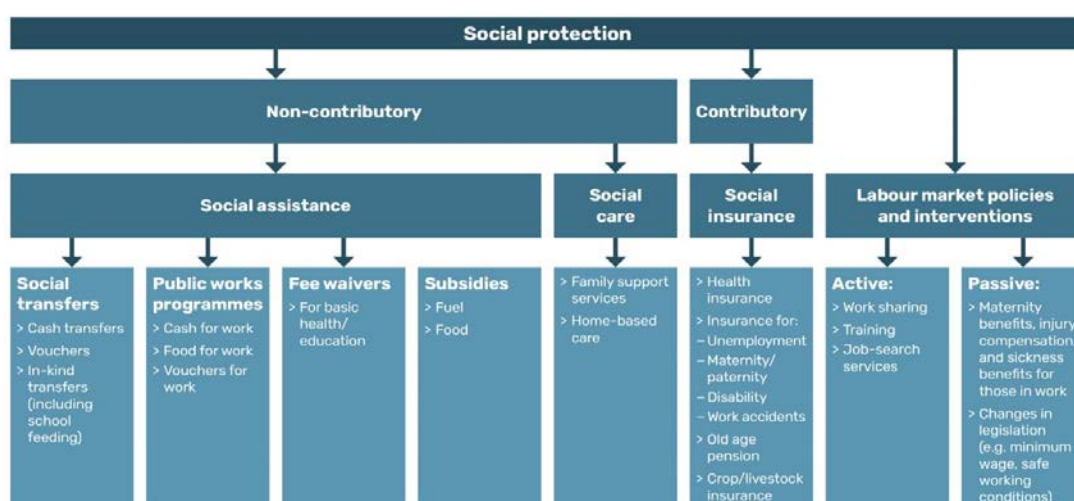 Social protection
Non-contributory
Contributory
Social assistance
Social
care
Social
insurance
Labour market policies
and interventions
Social
transfers
> Cash transfers
> Vouchers
> In-kind
transfers
(including
school
feeding)
Public works
programmes
> Cash for work
> Food for work
> Vouchers for
work
Fee waivers
> For basic
health/
education
Subsidies
> Fuel
> Food
> Family support
services
> Home-based
care
> Health
insurance
> Insurance for:
– Unemployment
– Maternity/
paternity
– Disability
– Work accidents
> Old age
pension
> Crop/livestock
insurance
Active:
> Work sharing
> Training
> Job-search
services
Passive:
> Maternity
benefits, injury
compensation,
and sickness
benefits for
those in work
> Changes in
legislation
(e.g. minimum
wage, safe
working
conditions)